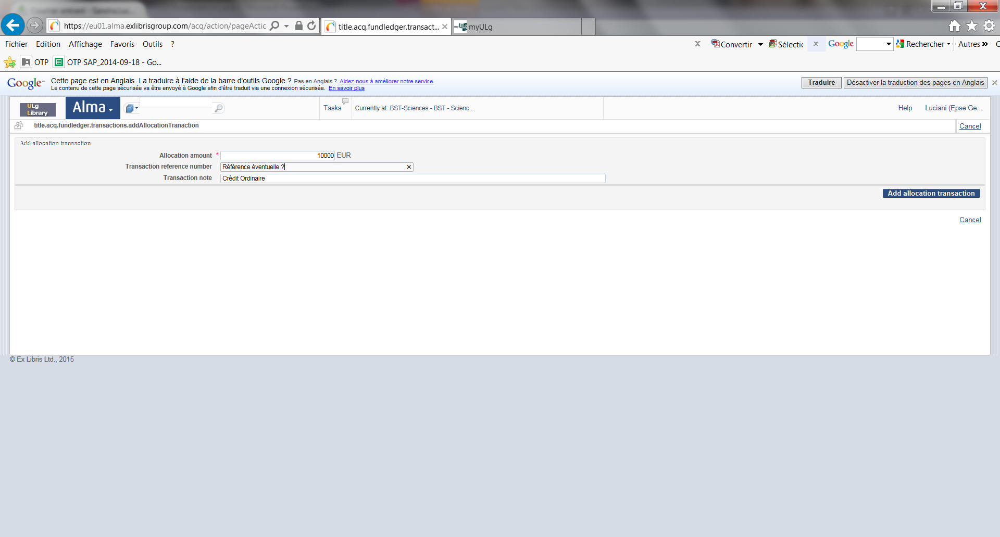 https://eu01.alma.exlibrisgroup.com/acq/action/pageActic
title.acq.fundledger.transact...
myULg
Fichier Edition Affichage Favoris Outils ?
Convertir Sélectic Google Rechercher Autres
OTP OTP SAP_2014-09-18 - Go...
Google™ Cette page est en Anglais. La traduire à l'aide de la barre d'outils Google ? Pas en Anglais ? Aidez-nous à améliorer notre service.
Le contenu de cette page sécurisée va être envoyé à Google afin d'être traduit via une connexion sécurisée. En savoir plus
Traduire Désactiver la traduction des pages en Anglais
ULg
Library
Alma
Tasks
Currently at: BST-Sciences - BST - Scienc...
Help Luciani (Epse Ge...
title.acq.fundledger.transactions.addAllocationTranaction
Cancel
Add allocation transaction
Allocation amount * 10000 EUR
Transaction reference number Référence éventuelle ?
Transaction note Crédit Ordinaire
Add allocation transaction
Cancel
© Ex Libris Ltd., 2015